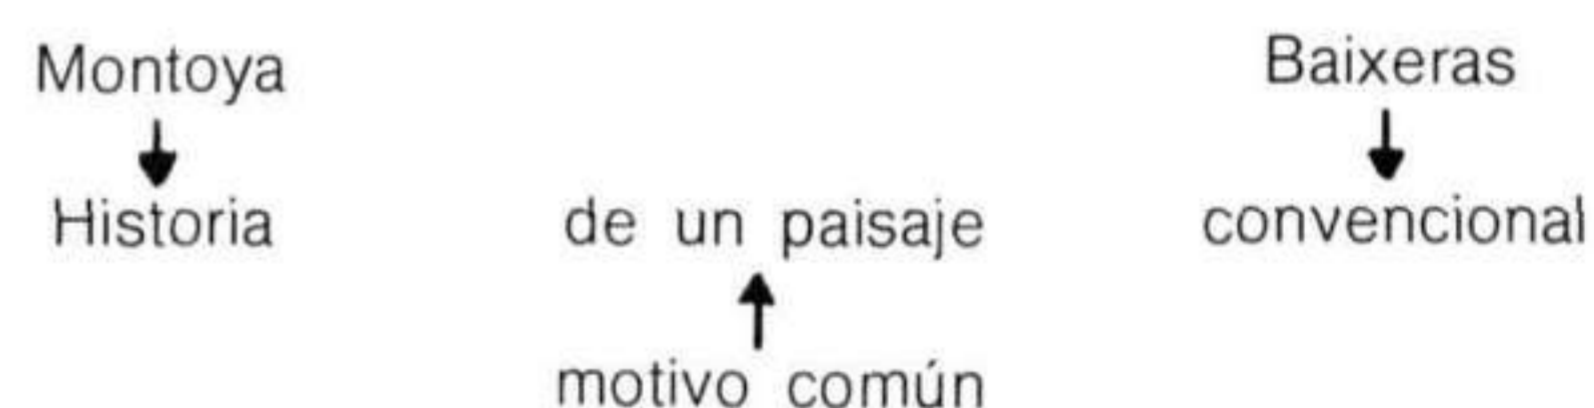 Montoya Baixeras
Historia de un paisaje convencional
motivo común